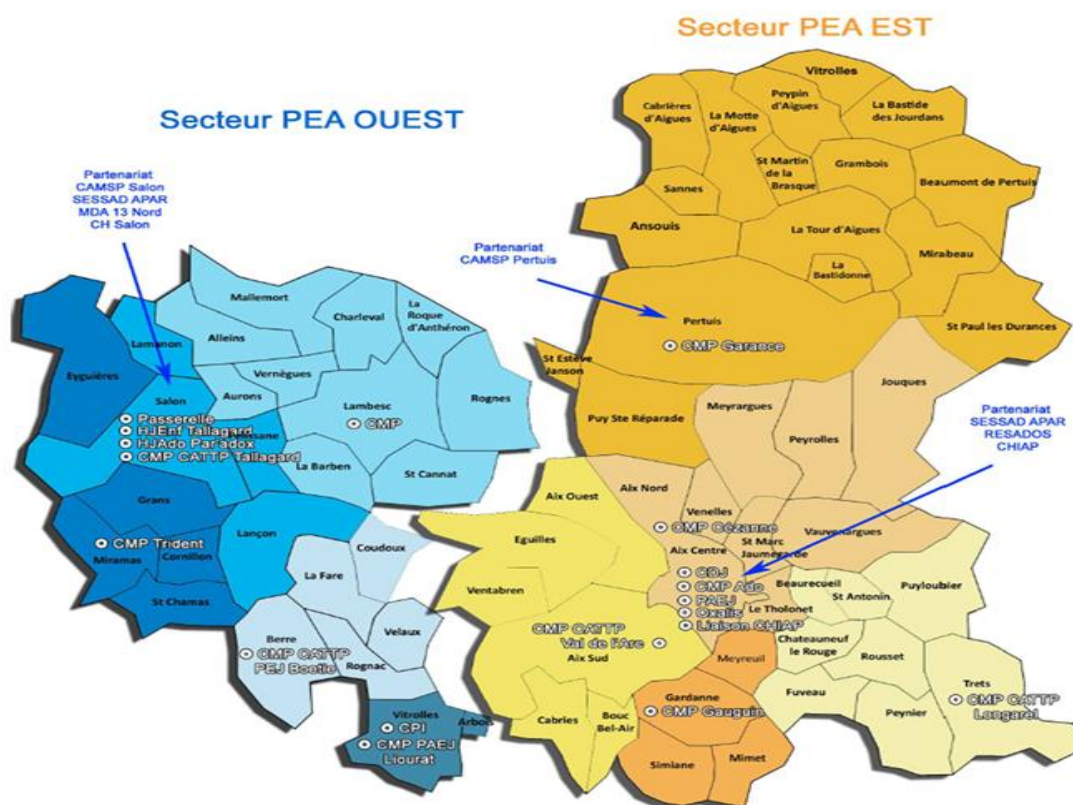 Secteur PEA EST
Secteur PEA OUEST
Partenariat
CAMSP Salon
SESSAD APAR
MDA 13 Nord
CH Salon
Partenariat
CAMSP Pertuis
Partenariat
SESSAD APAR
RESADOS
CHIAP
Vitrolles
Cabrières
d'Aigues
La Motte
d'Aigues
Peypin
d'Aigues
La Bastide
des Jourdans
St Martin
de la
Brasque
Grambois
Beaumont de Pertuis
Sannes
Ansouis
La Tour d'Aigues
La
Bastidonne
Mirabeau
Pertuis
CMP Garance
St Paul les Durances
St Estève
Janson
Puy Ste Réparade
Meyrargues
Jouques
Peyrolles
Mallemort
Charleval
La
Roque
d'Anthéron
Lamanon
Alleins
Eyguières
Vernègues
Aurons
Salon
Passerelle
HJEnf Tallagard
HJAdo Par'adox
CMP CATTP Tallagard
Lambesc
CMP
Rognes
La Barben
St Cannat
Grans
CMP Trident
Miramas
Cornillon
St Chamas
Lançon
Coudoux
La Fare
Velaux
Berre
CMP CATTP
PEJ Boetie
Rognac
Vitrolles
CPI
CMP PAEJ
Liourat
Arbois
Aix Ouest
Aix Nord
Venelles
CMP Cézanne
Vauvenargues
St Marc
Jaumegarde
Eguilles
Aix Centre
CDJ
CMP Ado
PAEJ
Oxalis
Liaison CHIAP
Ventabren
Beaurecueil
St Antonin
Puyloubier
Le Tholonet
CMP CATTP
Val de l'Arc
Aix Sud
Chateauneuf
le Rouge
Rousset
Meyreuil
Trets
CMP CATTP
Longarel
Gardanne
CMP Gauguin
Fuveau
Peynier
Cabries
Bouc
Bel-Air
Simiane
Mimet